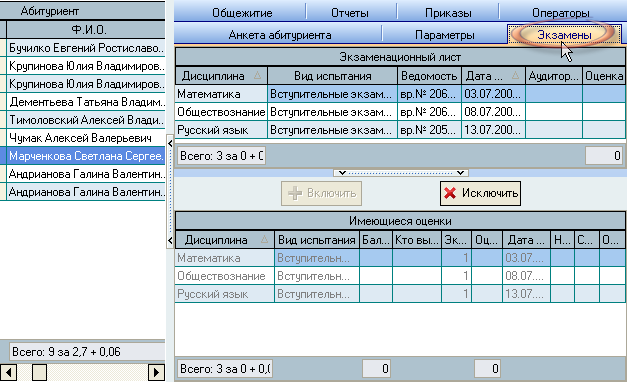 Абитуриент
Ф.И.О.
Бучилко Евгений Ростиславо..
Крупинова Юлия Владимиров...
Крупинова Юлия Владимиров...
Дементьева Татьяна Владим..
Тимоловский Алексей Влади..
Чумак Алексей Валерьевич
Марченкова Светлана Сергее..
Андрианова Галина Валентин..
Андрианова Галина Валентин..
Всего: 9 за 2,7 + 0,06
Общежитие Отчеты Приказы Операторы
Анкета абитуриента Параметры Экзамены
Экзаменационный лист
Дисциплина Вид испытания Ведомость Дата ... Аудитор... Оценка
Математика Вступительные экзам... вр.№ 206... 03.07.200...
Обществознание Вступительные экзам... вр.№ 206... 08.07.200...
Русский язык Вступительные экзам... вр.№ 205... 13.07.200...
Всего: 3 за 0 + 0 0
Включить Исключить
Имеющиеся оценки
Дисциплина Вид испытания Бал... Кто вы... Эк... Оц... Дата ... Н... С... О...
Математика Вступительн... 1 03.07....
Обществознание Вступительн... 1 08.07....
Русский язык Вступительн... 1 13.07....
Всего: 3 за 0 + 0,( 0 0